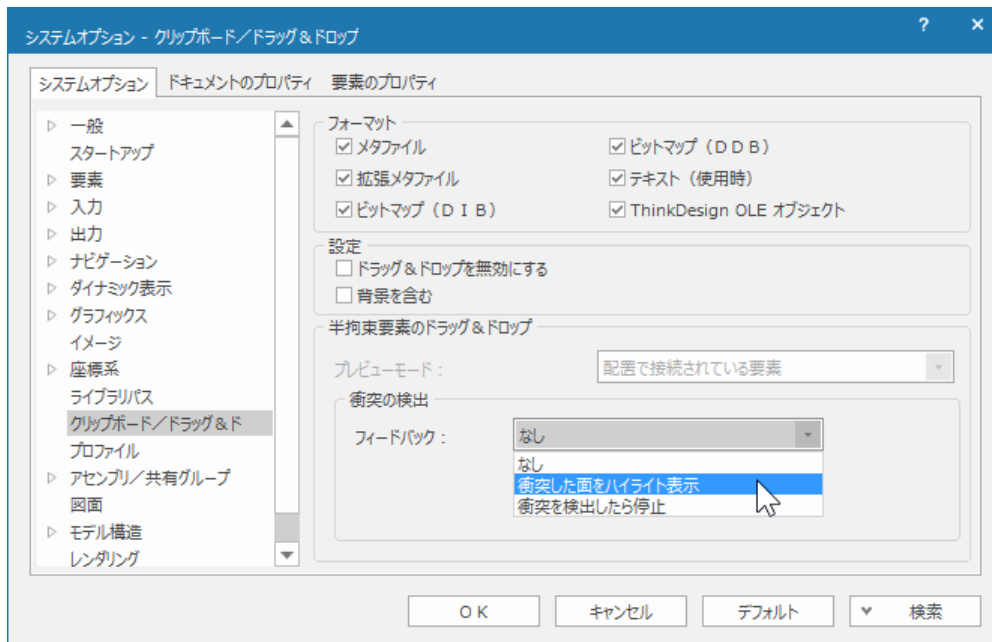 システムオプション - クリップボード／ドラッグ＆ドロップ
? ×
システムオプション ドキュメントのプロパティ 要素のプロパティ
一般
スタートアップ
要素
入力
出力
ナビゲーション
ダイナミック表示
グラフィックス
イメージ
座標系
ライブラリパス
クリップボード／ドラッグ＆ド
プロファイル
アセンブリ／共有グループ
図面
モデル構造
レンダリング
フォーマット
メタファイル
ビットマップ（ＤＤＢ）
拡張メタファイル
テキスト（使用時）
ビットマップ（ＤＩＢ）
ThinkDesign OLE オブジェクト
設定
ドラッグ＆ドロップを無効にする
背景を含む
半拘束要素のドラッグ＆ドロップ
プレビューモード： 配置で接続されている要素
衝突の検出
フィードバック： なし
なし
衝突した面をハイライト表示
衝突を検出したら停止
ＯＫ キャンセル デフォルト 検索